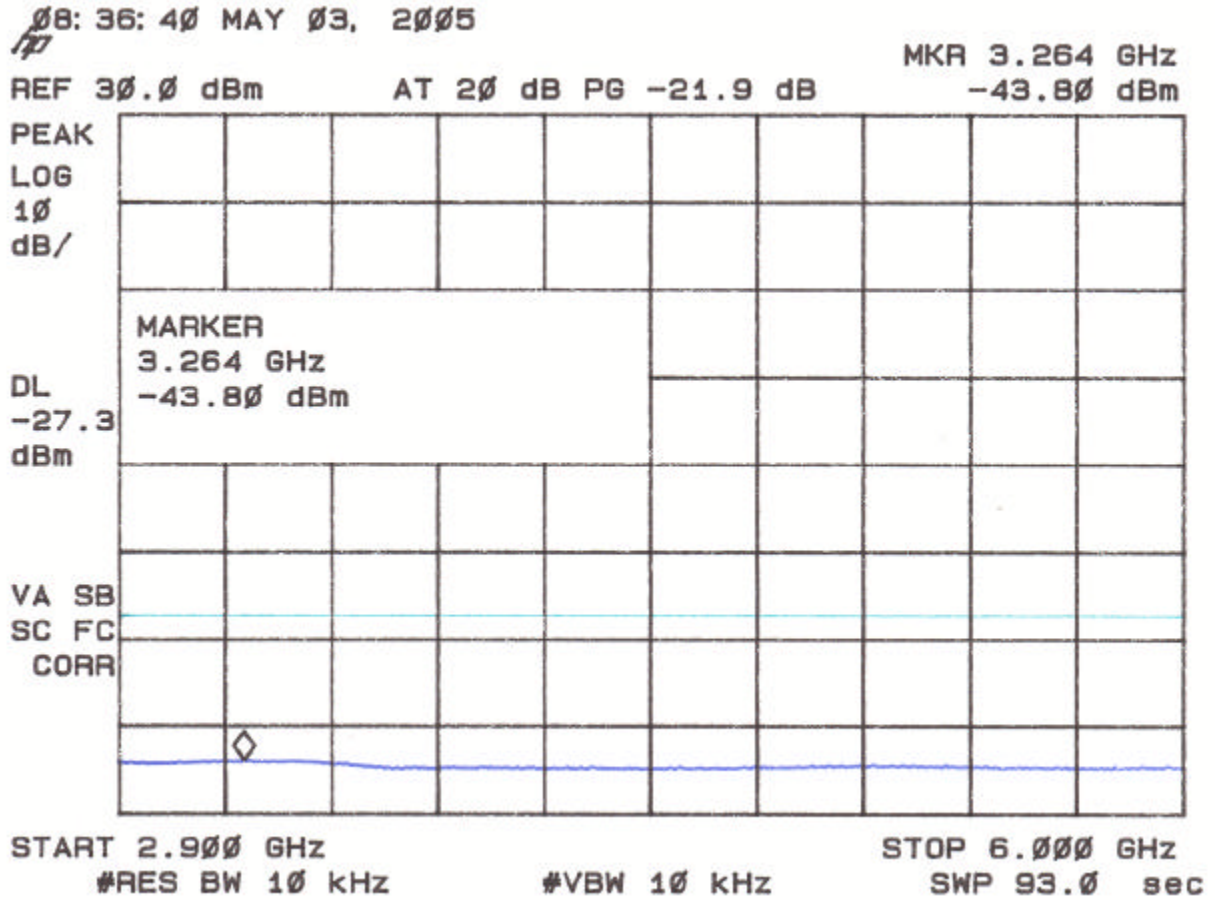 Ø8:36:4Ø MAY Ø3, 2ØØ5
hp
MKR 3.264 GHz
REF 3Ø.Ø dBm AT 2Ø dB PG -21.9 dB -43.8Ø dBm
PEAK
LOG
1Ø
dB/
MARKER
3.264 GHz
-43.8Ø dBm
DL
-27.3
dBm
VA SB
SC FC
CORR
START 2.9ØØ GHz STOP 6.ØØØ GHz
#RES BW 1Ø kHz #VBW 1Ø kHz SWP 93.Ø sec